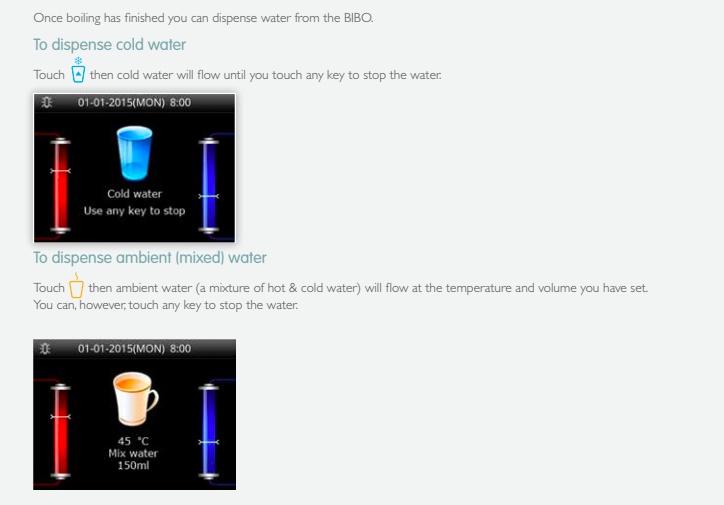 Once boiling has finished you can dispense water from the BIBO.
To dispense cold water
Touch then cold water will flow until you touch any key to stop the water.
01-01-2015(MON) 8:00
Cold water
Use any key to stop
To dispense ambient (mixed) water
Touch then ambient water (a mixture of hot & cold water) will flow at the temperature and volume you have set.
You can, however, touch any key to stop the water.
01-01-2015(MON) 8:00
45 °C
Mix water
150ml